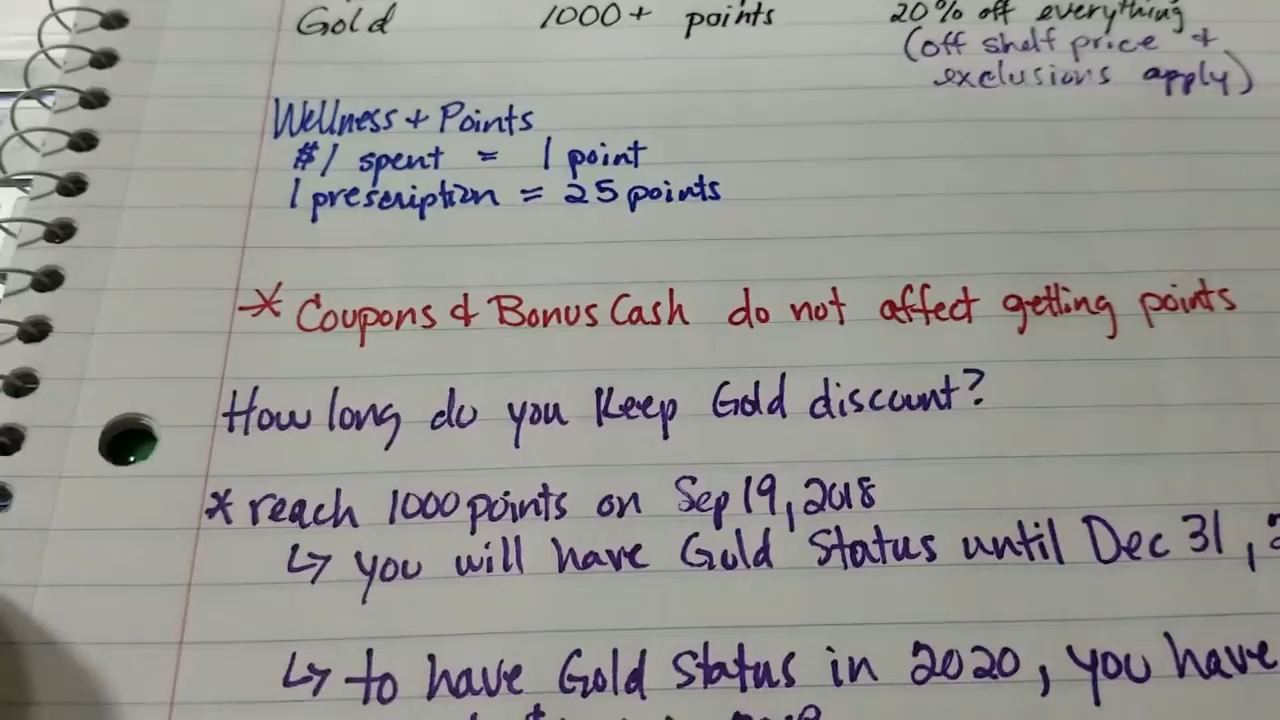 Gold 1000+ points 20% off everything
(off shelf price +
exclusions apply)
Wellness + Points
$1 spent = 1 point
1 prescription = 25 points
* Coupons & Bonus Cash do not affect getting points
How long do you keep Gold discount?
* reach 1000 points on Sep 19, 2018
↳ you will have Gold Status until Dec 31,
↳ to have Gold Status in 2020, you have